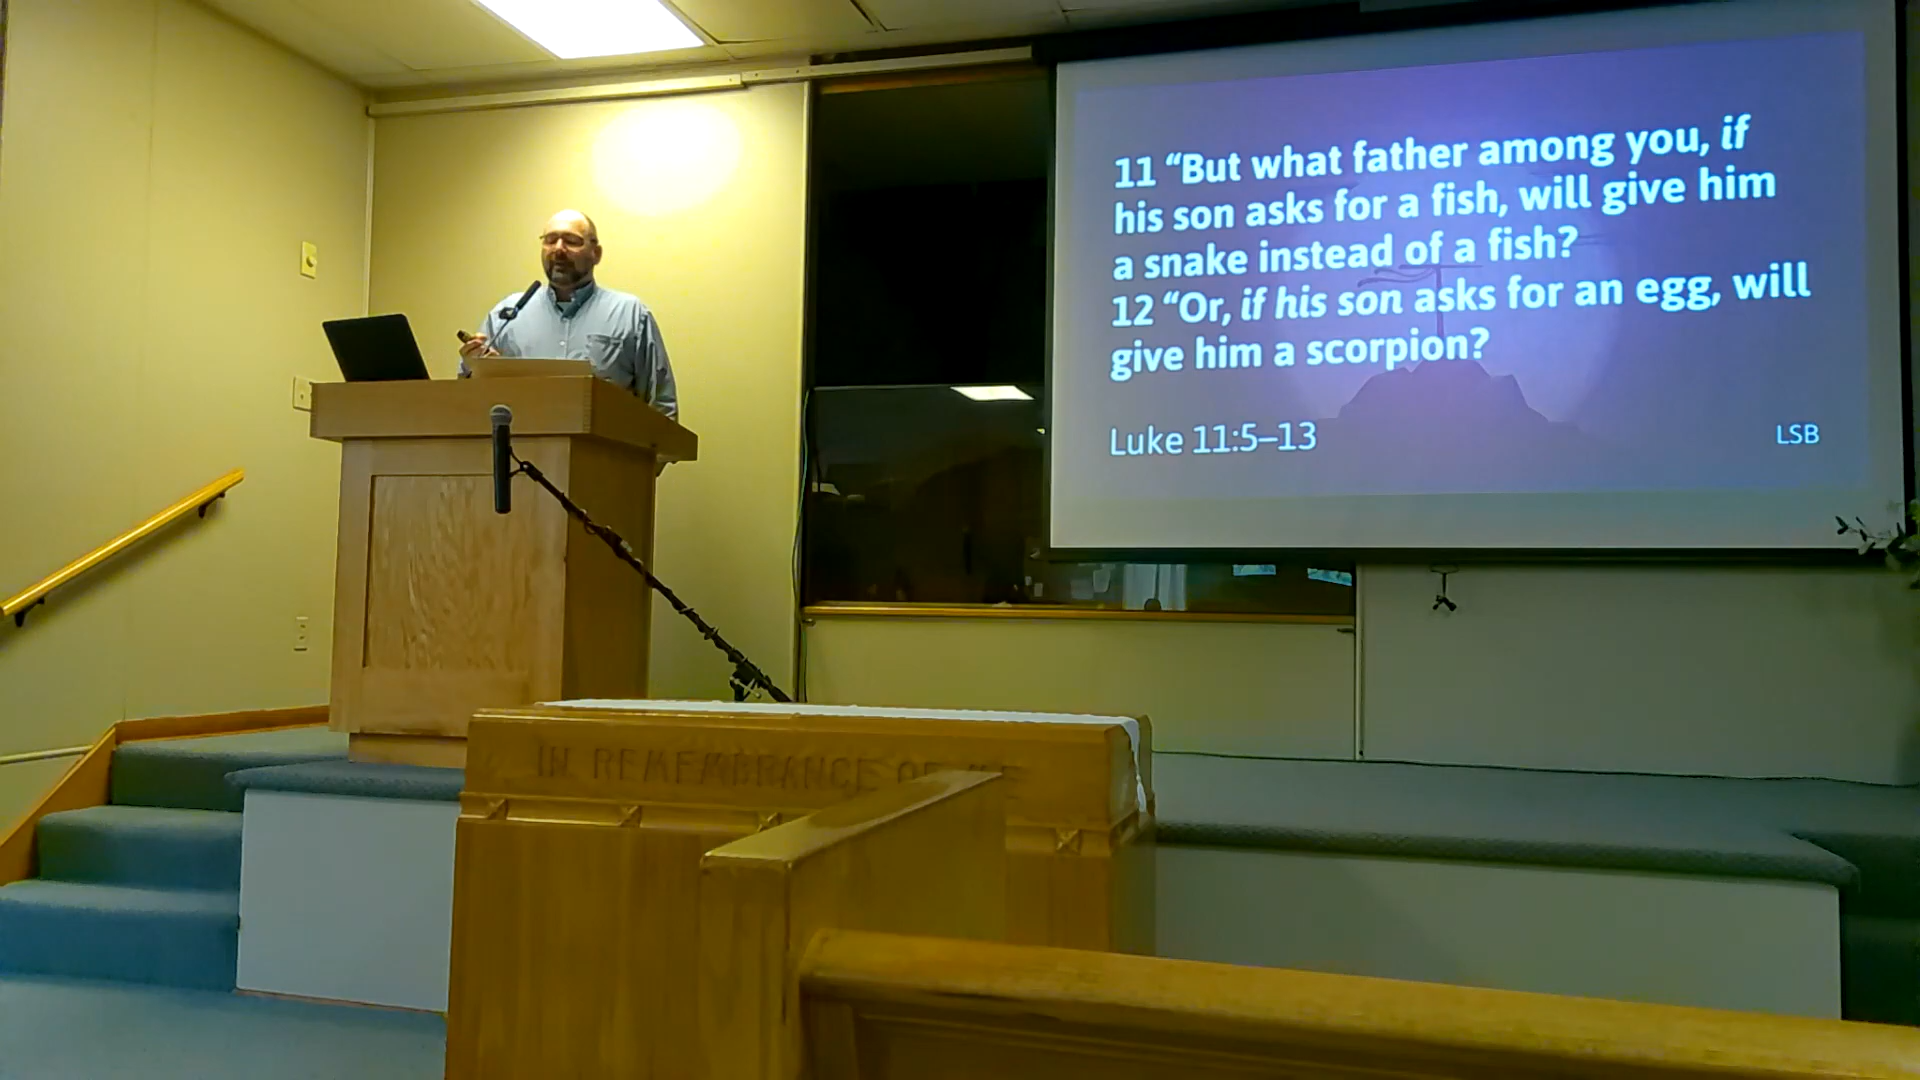 11 “But what father among you, if
his son asks for a fish, will give him
a snake instead of a fish?
12 “Or, if his son asks for an egg, will
give him a scorpion?
Luke 11:5–13
LSB
IN REMEMBRANCE OF